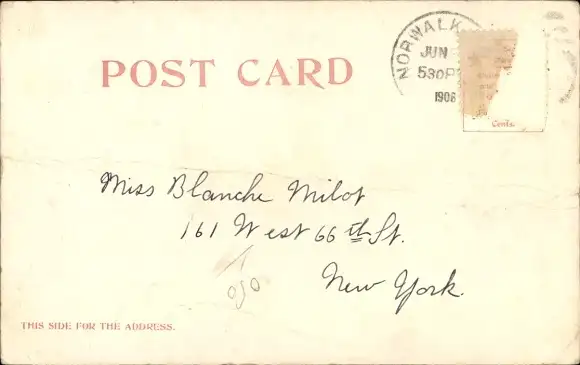 NORWALK
JUN
530P
1906
POST CARD
Cents.
Miss Blanche Milot
161 West 66th St.
New York.
THIS SIDE FOR THE ADDRESS.